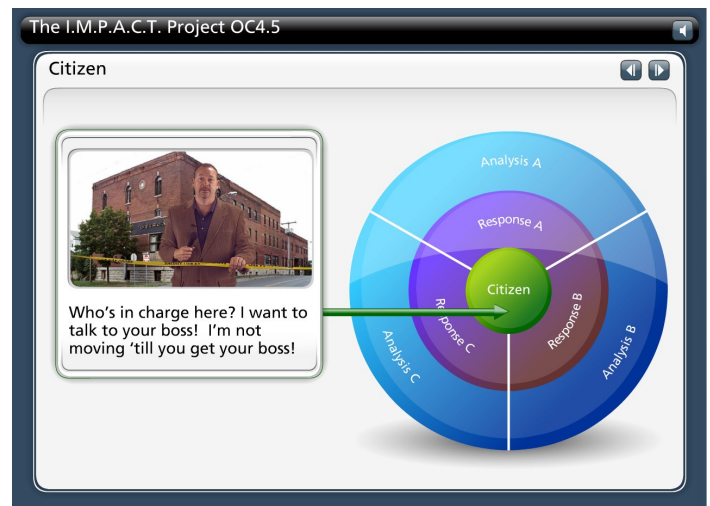 The I.M.P.A.C.T. Project OC4.5
Citizen
Who's in charge here? I want to
talk to your boss!  I'm not
moving ‘till you get your boss!
Analysis A
Response A
Citizen
Response B
Response C
Analysis B
Analysis C